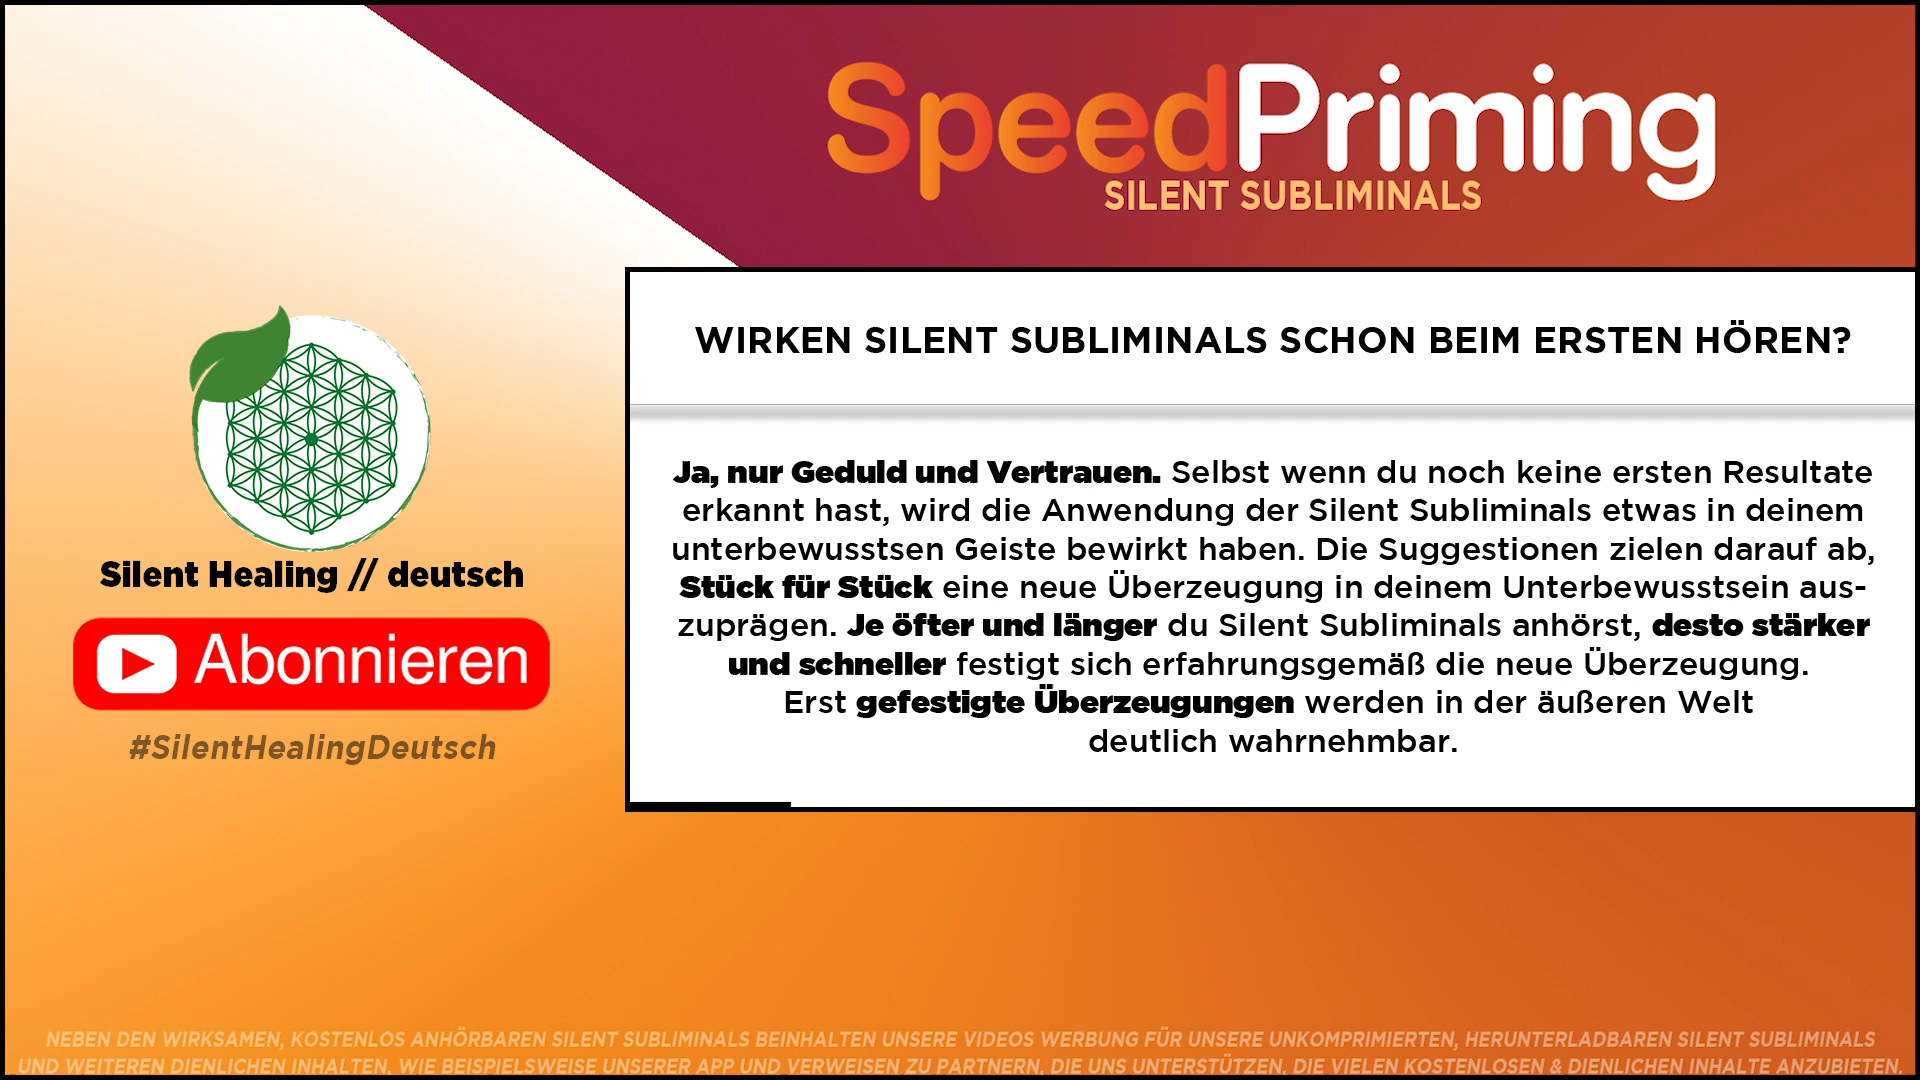 SpeedPriming
SILENT SUBLIMINALS
WIRKEN SILENT SUBLIMINALS SCHON BEIM ERSTEN HÖREN?
Ja, nur Geduld und Vertrauen. Selbst wenn du noch keine ersten Resultate
erkannt hast, wird die Anwendung der Silent Subliminals etwas in deinem
unterbewusstsen Geiste bewirkt haben. Die Suggestionen zielen darauf ab,
Stück für Stück eine neue Überzeugung in deinem Unterbewusstsein aus-
zuprägen. Je öfter und länger du Silent Subliminals anhörst, desto stärker
und schneller festigt sich erfahrungsgemäß die neue Überzeugung.
Erst gefestigte Überzeugungen werden in der äußeren Welt
deutlich wahrnehmbar.
Silent Healing // deutsch
Abonnieren
#SilentHealingDeutsch
NEBEN DEN WIRKSAMEN, KOSTENLOS ANHÖRBAREN SILENT SUBLIMINALS BEINHALTEN UNSERE VIDEOS WERBUNG FÜR UNSERE UNKOMPRIMIERTEN, HERUNTERLADBAREN SILENT SUBLIMINALS
UND WEITEREN DIENLICHEN INHALTEN, WIE BEISPIELSWEISE UNSERER APP UND VERWEISEN ZU PARTNERN, DIE UNS UNTERSTÜTZEN, DIE VIELEN KOSTENLOSEN & DIENLICHEN INHALTE ANZUBIETEN.